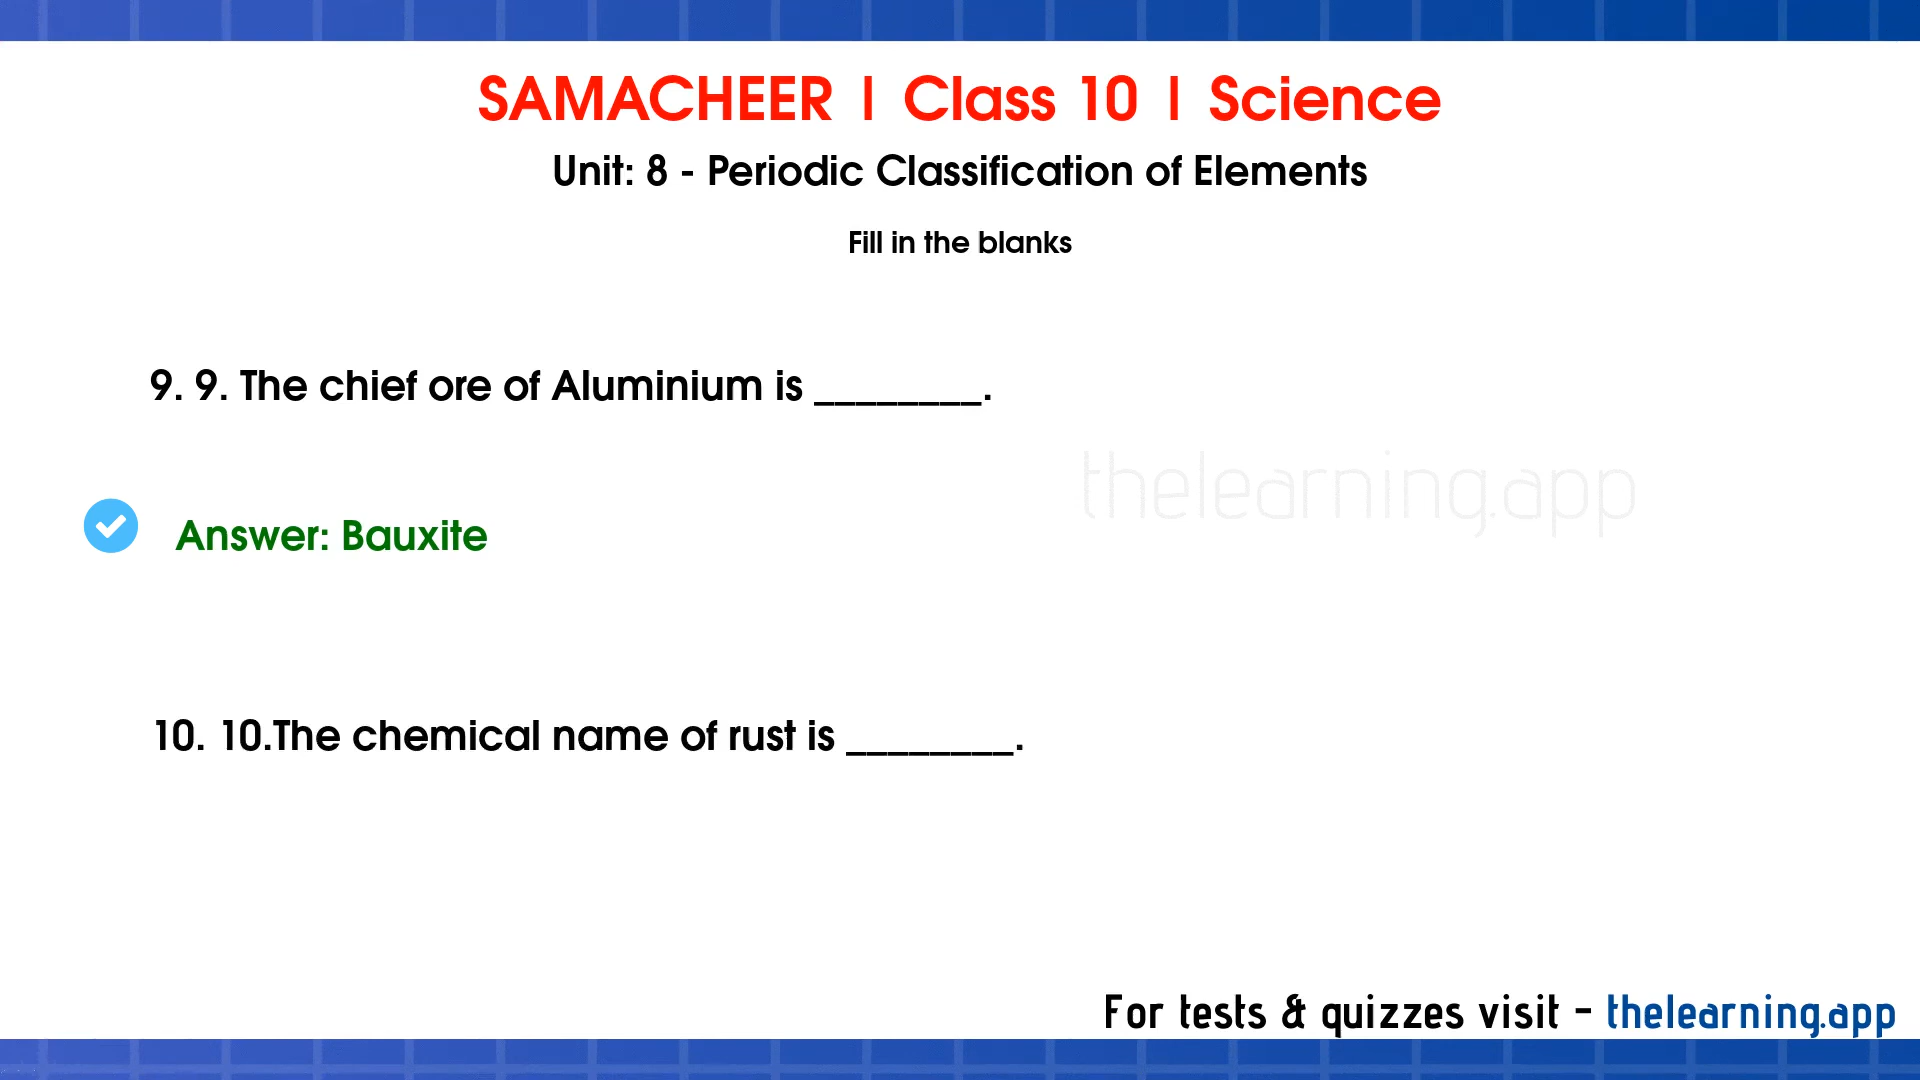 SAMACHEER | Class 10 | Science
Unit: 8 - Periodic Classification of Elements
Fill in the blanks
9. 9. The chief ore of Aluminium is ________.
thelearning.app
Answer: Bauxite
10. 10.The chemical name of rust is ________.
For tests & quizzes visit - thelearning.app